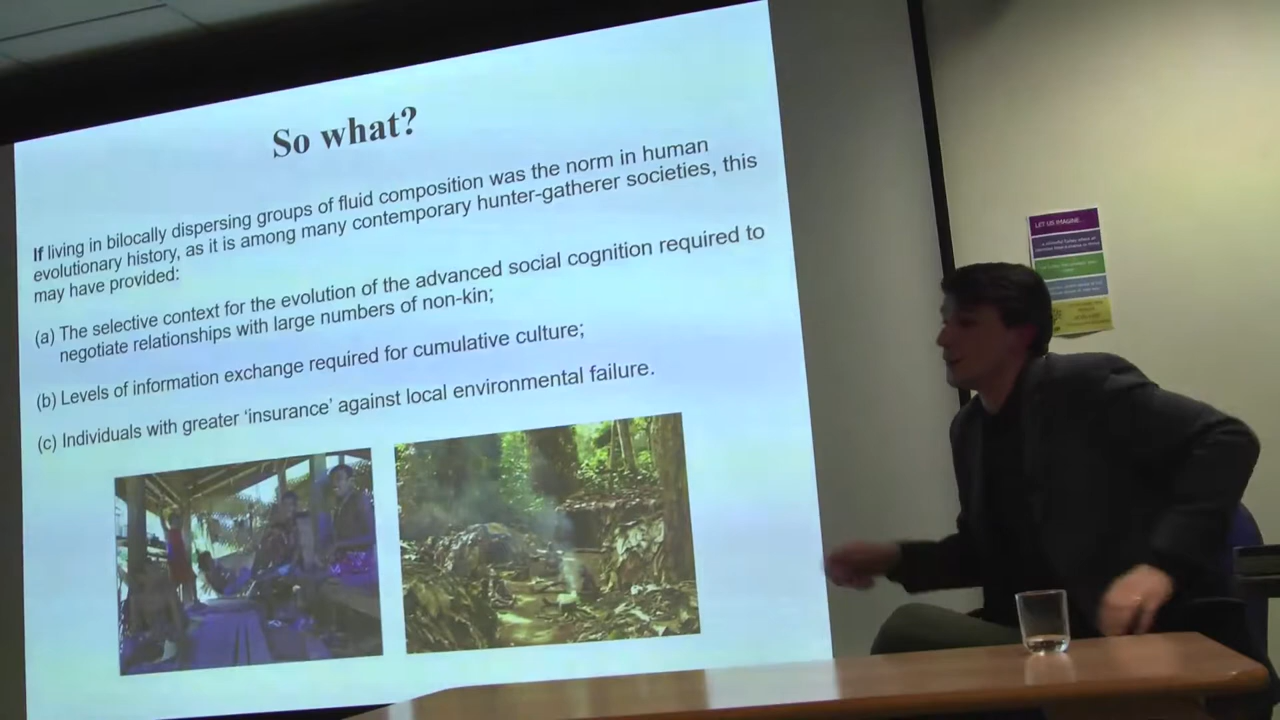 So what?
If living in bilocally dispersing groups of fluid composition was the norm in human
evolutionary history, as it is among many contemporary hunter-gatherer societies, this
may have provided:
(a) The selective context for the evolution of the advanced social cognition required to
negotiate relationships with large numbers of non-kin;
(b) Levels of information exchange required for cumulative culture;
(c) Individuals with greater ‘insurance’ against local environmental failure.
LET US IMAGINE...